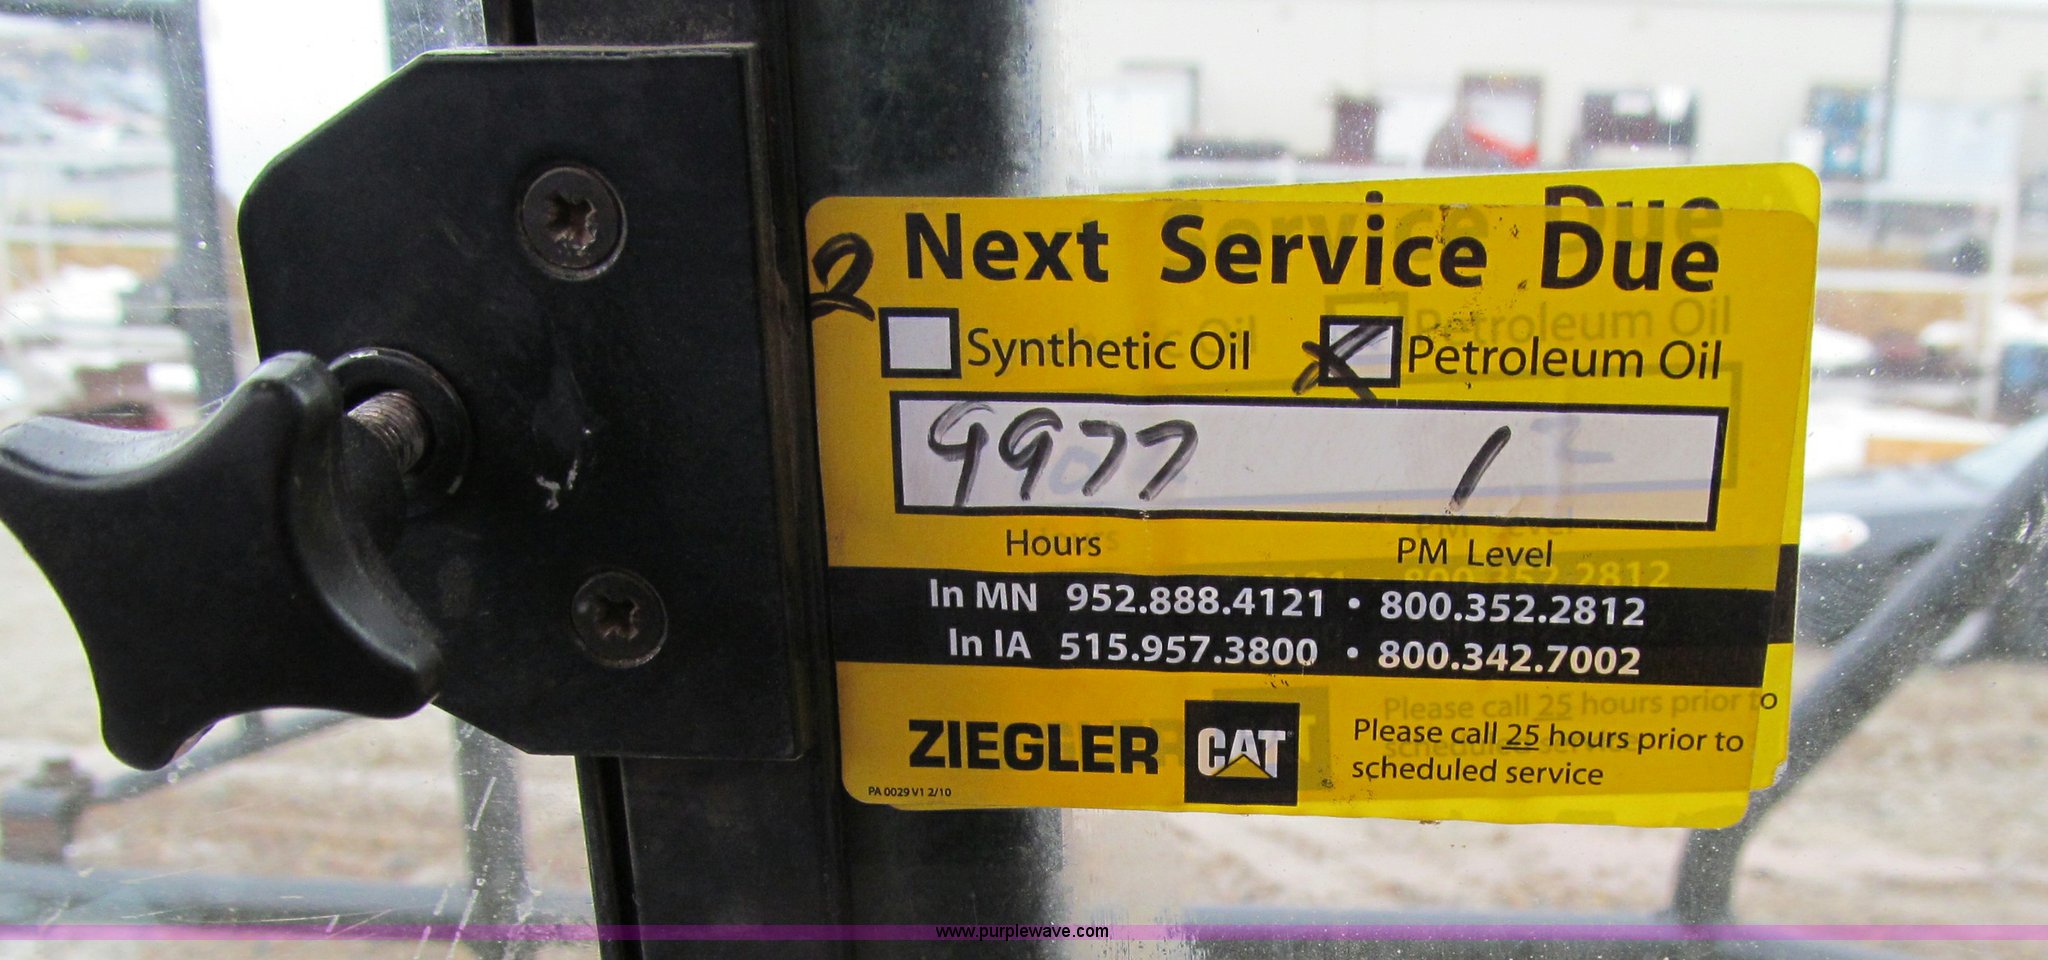 2
Next Service Due
Synthetic Oil Petroleum Oil
9977 1
Hours PM Level
In MN 952.888.4121 • 800.352.2812
In IA 515.957.3800 • 800.342.7002
ZIEGLER CAT
Please call 25 hours prior to
scheduled service
PA 0029 V1 2/10
www.purplewave.com